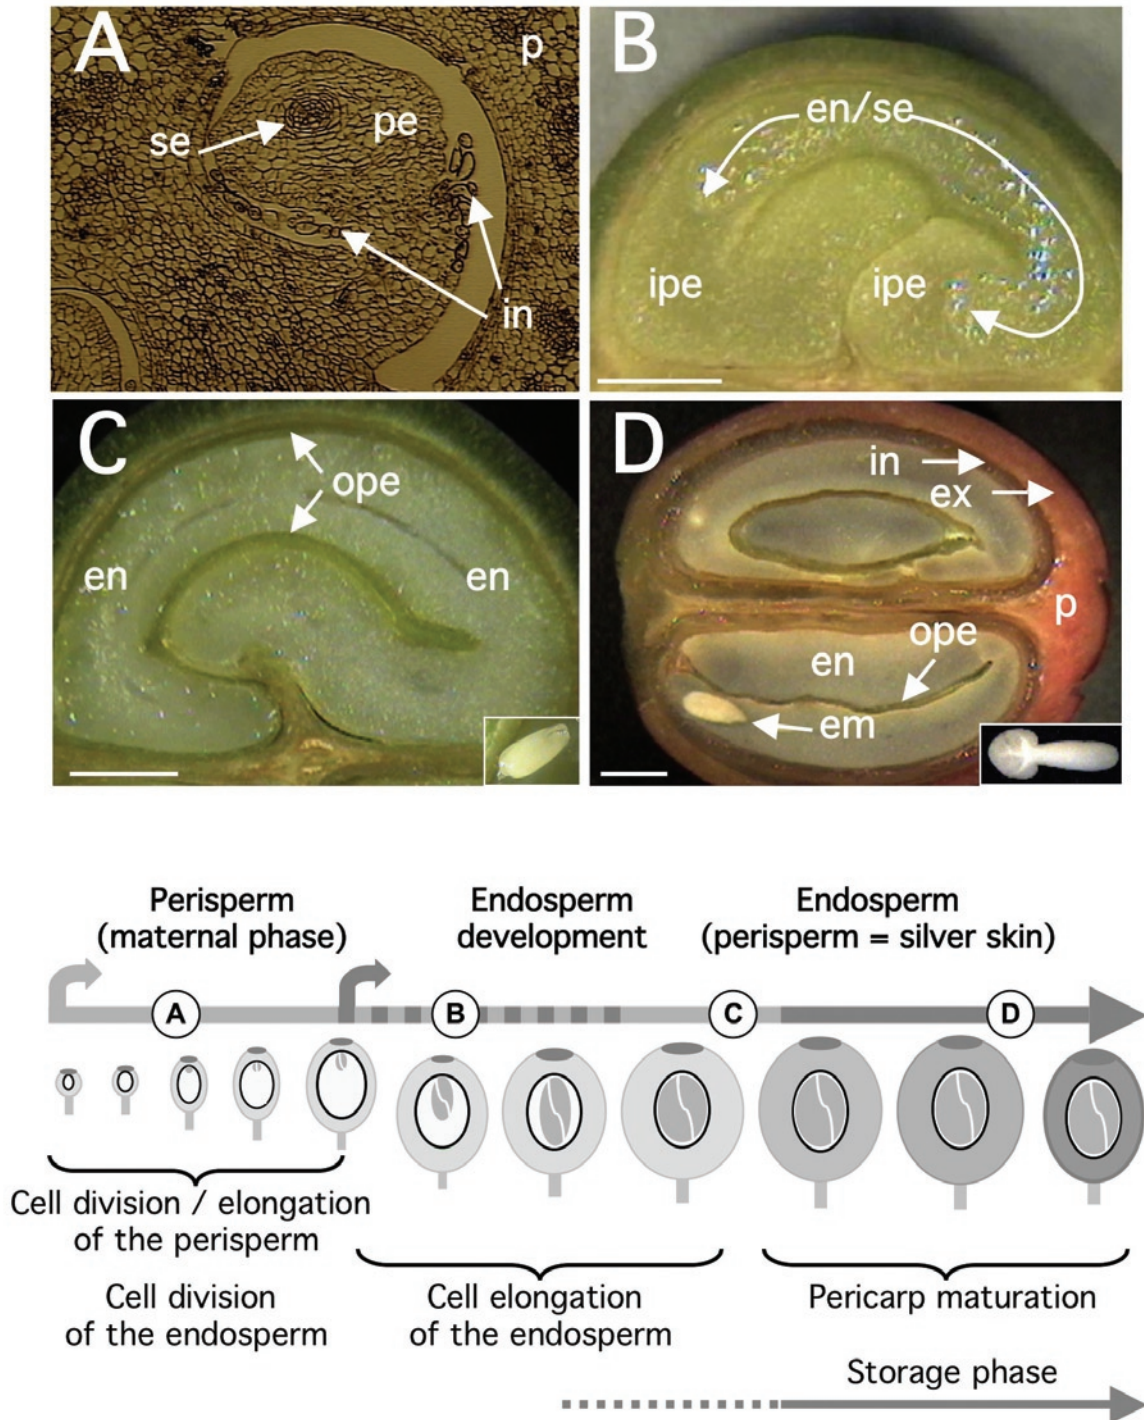 A
p
se
pe
in
B
en/se
ipe
ipe
C
ope
en
en
D
in
ex
p
ope
en
em
Perisperm
(maternal phase)
Endosperm
development
Endosperm
(perisperm = silver skin)
A
B
C
D
Cell division / elongation
of the perisperm
Cell division
of the endosperm
Cell elongation
of the endosperm
Pericarp maturation
Storage phase